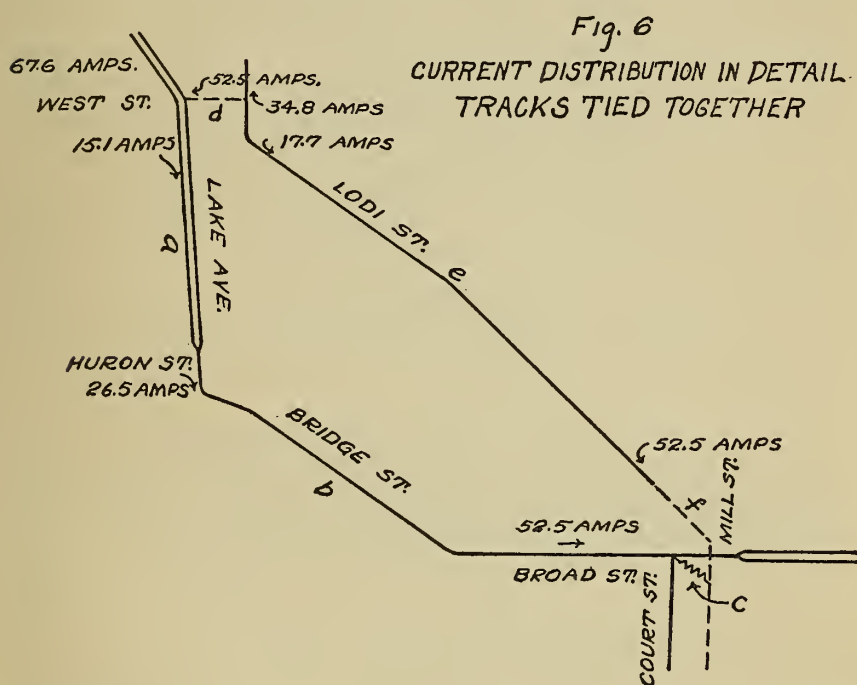 Fig. 6
CURRENT DISTRIBUTION IN DETAIL
TRACKS TIED TOGETHER
67.6 AMPS.
52.5 AMPS.
WEST ST.
d
34.8 AMPS
15.1 AMPS
17.7 AMPS
LAKE AVE.
a
LODI ST.
e
HURON ST.
26.5 AMPS
BRIDGE ST.
b
52.5 AMPS
f
MILL ST.
52.5 AMPS
BROAD ST.
COURT ST.
C